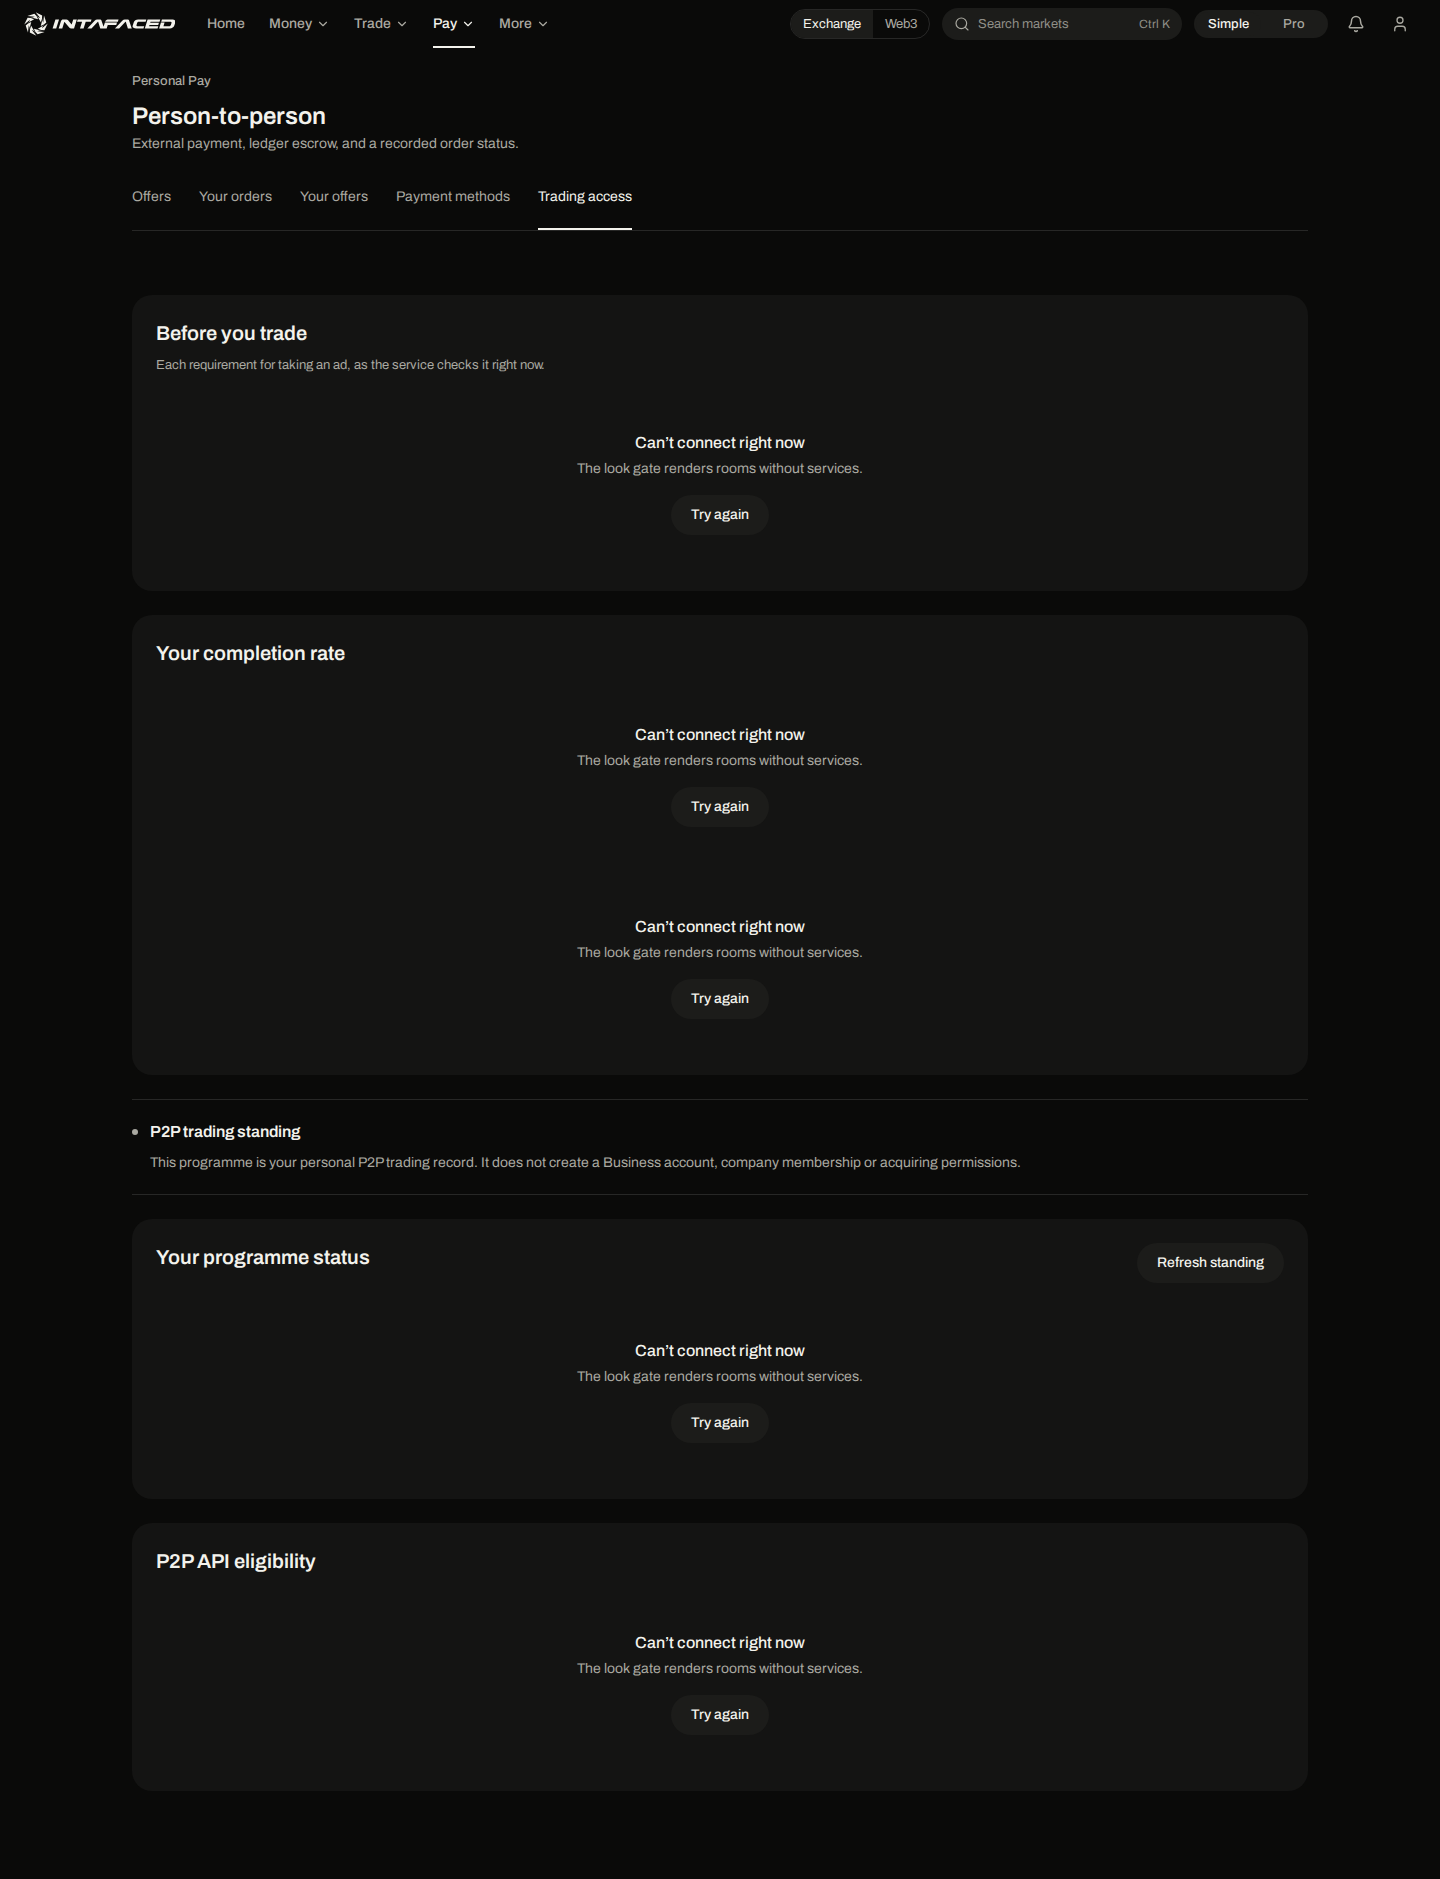 INTAFACED
Home
Money
Trade
Pay
More
Exchange
Web3
Search markets
Ctrl K
Simple
Pro
Personal Pay
Person-to-person
External payment, ledger escrow, and a recorded order status.
Offers
Your orders
Your offers
Payment methods
Trading access
Before you trade
Each requirement for taking an ad, as the service checks it right now.
Can’t connect right now
The look gate renders rooms without services.
Try again
Your completion rate
Can’t connect right now
The look gate renders rooms without services.
Try again
Can’t connect right now
The look gate renders rooms without services.
Try again
P2P trading standing
This programme is your personal P2P trading record. It does not create a Business account, company membership or acquiring permissions.
Your programme status
Refresh standing
Can’t connect right now
The look gate renders rooms without services.
Try again
P2P API eligibility
Can’t connect right now
The look gate renders rooms without services.
Try again